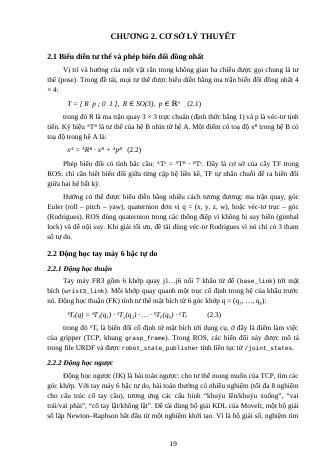 CHƯƠNG 2. CƠ SỞ LÝ THUYẾT
2.1 Biểu diễn tư thế và phép biến đổi đồng nhất
Vị trí và hướng của một vật rắn trong không gian ba chiều được gọi chung là tư
thế (pose). Trong đề tài, mọi tư thế được biểu diễn bằng ma trận biến đổi đồng nhất 4
× 4:
T = [ R p ; 0 1 ], R ∈ SO(3), p ∈ ℝ³ (2.1)
trong đó R là ma trận quay 3 × 3 trực chuẩn (định thức bằng 1) và p là véc-tơ tịnh
tiến. Ký hiệu ᴬTᴮ là tư thế của hệ B nhìn từ hệ A. Một điểm có toạ độ xᴮ trong hệ B có
toạ độ trong hệ A là:
xᴬ = ᴬRᴮ · xᴮ + ᴬpᴮ (2.2)
Phép biến đổi có tính bắc cầu: ᴬTᶜ = ᴬTᴮ · ᴮTᶜ. Đây là cơ sở của cây TF trong
ROS: chỉ cần biết biến đổi giữa từng cặp hệ liền kề, TF tự nhân chuỗi để ra biến đổi
giữa hai hệ bất kỳ.
Hướng có thể được biểu diễn bằng nhiều cách tương đương: ma trận quay, góc
Euler (roll – pitch – yaw), quaternion đơn vị q = (x, y, z, w), hoặc véc-tơ trục – góc
(Rodrigues). ROS dùng quaternion trong các thông điệp vì không bị suy biến (gimbal
lock) và dễ nội suy. Khi giải tối ưu, đề tài dùng véc-tơ Rodrigues vì nó chỉ có 3 tham
số tự do.
2.2 Động học tay máy 6 bậc tự do
2.2.1 Động học thuận
Tay máy FR3 gồm 6 khớp quay j1…j6 nối 7 khâu từ đế (base_link) tới mặt
bích (wrist3_link). Mỗi khớp quay quanh một trục cố định trong hệ của khâu trước
nó. Động học thuận (FK) tính tư thế mặt bích từ 6 góc khớp q = (q₁, …, q₆):
⁰Tₜ(q) = ⁰T₁(q₁) · ¹T₂(q₂) · … · ⁵T₆(q₆) · ⁶Tₜ (2.3)
trong đó ⁶Tₜ là biến đổi cố định từ mặt bích tới dụng cụ, ở đây là điểm làm việc
của gripper (TCP, khung grasp_frame). Trong ROS, các biến đổi này được mô tả
trong file URDF và được robot_state_publisher tính liên tục từ /joint_states.
2.2.2 Động học ngược
Động học ngược (IK) là bài toán ngược: cho tư thế mong muốn của TCP, tìm các
góc khớp. Với tay máy 6 bậc tự do, bài toán thường có nhiều nghiệm (tối đa 8 nghiệm
cho cấu trúc cổ tay cầu), tương ứng các cấu hình “khuỷu lên/khuỷu xuống”, “vai
trái/vai phải”, “cổ tay lật/không lật”. Đề tài dùng bộ giải KDL của MoveIt, một bộ giải
số lặp Newton–Raphson bắt đầu từ một nghiệm khởi tạo. Vì là bộ giải số, nghiệm tìm
19